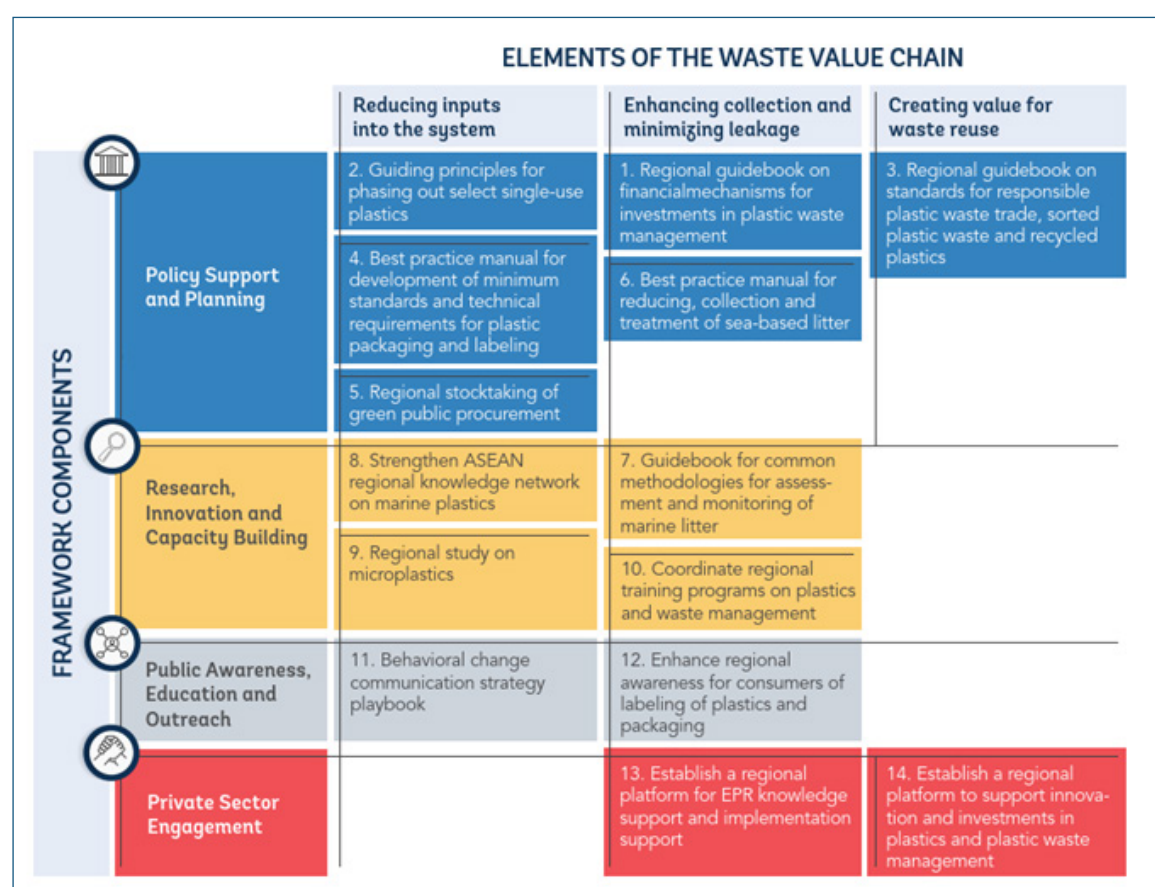 ELEMENTS OF THE WASTE VALUE CHAIN
Reducing inputs
into the system
Enhancing collection and
minimizing leakage
Creating value for
waste reuse
FRAMEWORK COMPONENTS
Policy Support
and Planning
2. Guiding principles for
phasing out select single-use
plastics
4. Best practice manual for
development of minimum
standards and technical
requirements for plastic
packaging and labeling
5. Regional stocktaking of
green public procurement
1. Regional guidebook on
financialmechanisms for
investments in plastic waste
management
6. Best practice manual for
reducing, collection and
treatment of sea-based litter
3. Regional guidebook on
standards for responsible
plastic waste trade, sorted
plastic waste and recycled
plastics
Research,
Innovation and
Capacity Building
8. Strengthen ASEAN
regional knowledge network
on marine plastics
9. Regional study on
microplastics
7. Guidebook for common
methodologies for assess-
ment and monitoring of
marine litter
10. Coordinate regional
training programs on plastics
and waste management
Public Awareness,
Education and
Outreach
11. Behavioral change
communication strategy
playbook
12. Enhance regional
awareness for consumers of
labeling of plastics and
packaging
Private Sector
Engagement
13. Establish a regional
platform for EPR knowledge
support and implementation
support
14. Establish a regional
platform to support innova-
tion and investments in
plastics and plastic waste
management